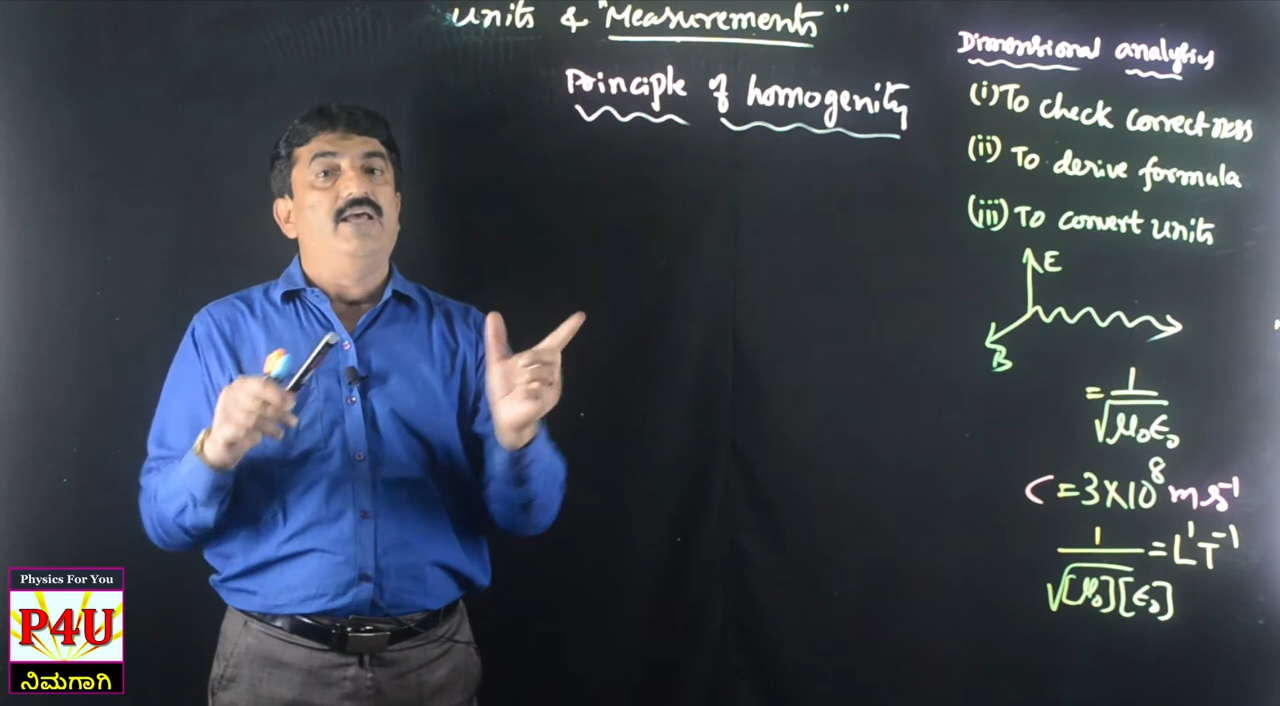 Units & "Measurements"
Principle of homogenity
Dimensional analysis
(i) To check correctness
(ii) To derive formula
(iii) To convert units
E
B
= 1/√μ₀ε₀
C = 3×10⁸ ms⁻¹
1/√[μ₀][ε₀] = L¹T⁻¹
Physics For You
P4U
ನಿಮಗಾಗಿ